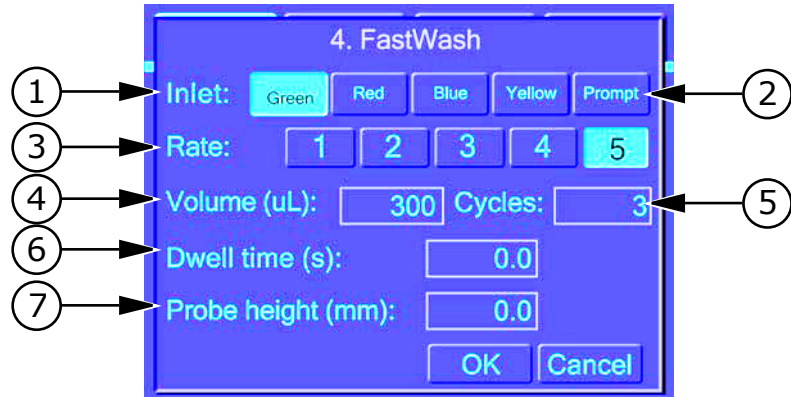 4. FastWash
1 Inlet: Green Red Blue Yellow Prompt 2
3 Rate: 1 2 3 4 5
4 Volume (uL): 300 Cycles: 3 5
6 Dwell time (s): 0.0
7 Probe height (mm): 0.0
OK Cancel